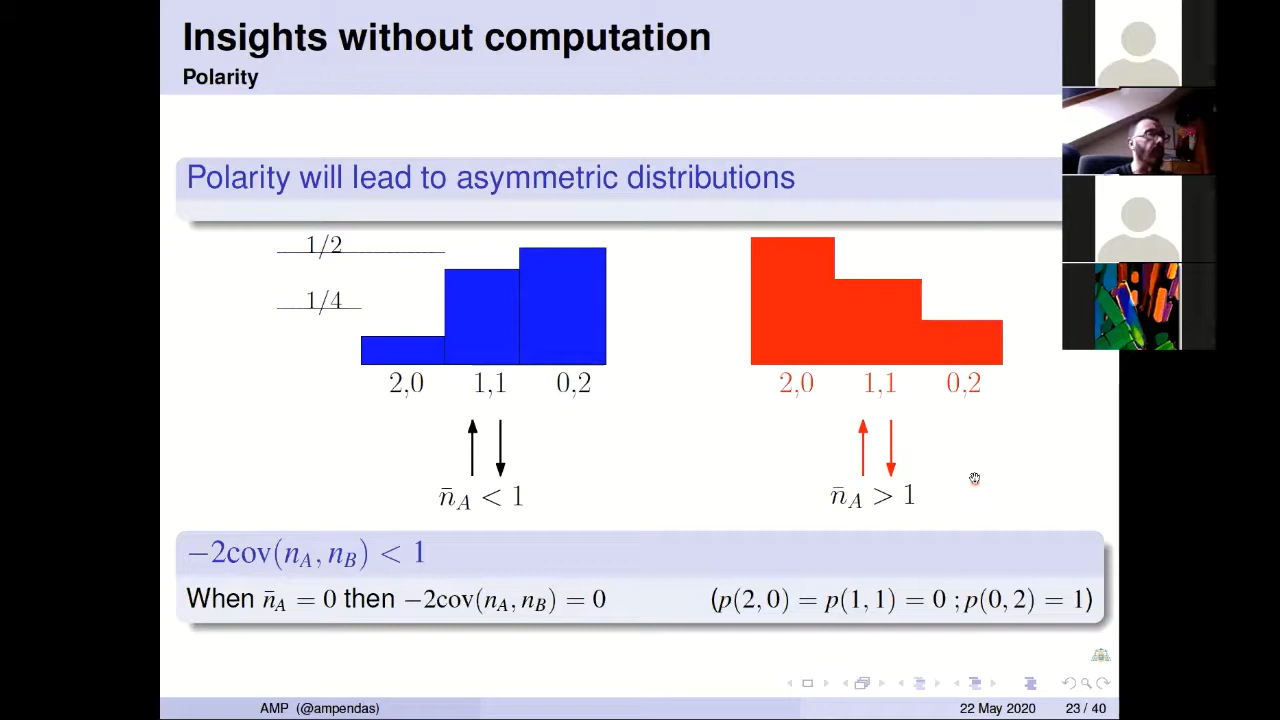 Insights without computation
Polarity
Polarity will lead to asymmetric distributions
1/2
1/4
2,0 1,1 0,2
2,0 1,1 0,2
n̄_A < 1
n̄_A > 1
−2cov(n_A, n_B) < 1
When n̄_A = 0 then −2cov(n_A, n_B) = 0 (p(2, 0) = p(1, 1) = 0 ; p(0, 2) = 1)
AMP (@ampendas) 22 May 2020 23 / 40